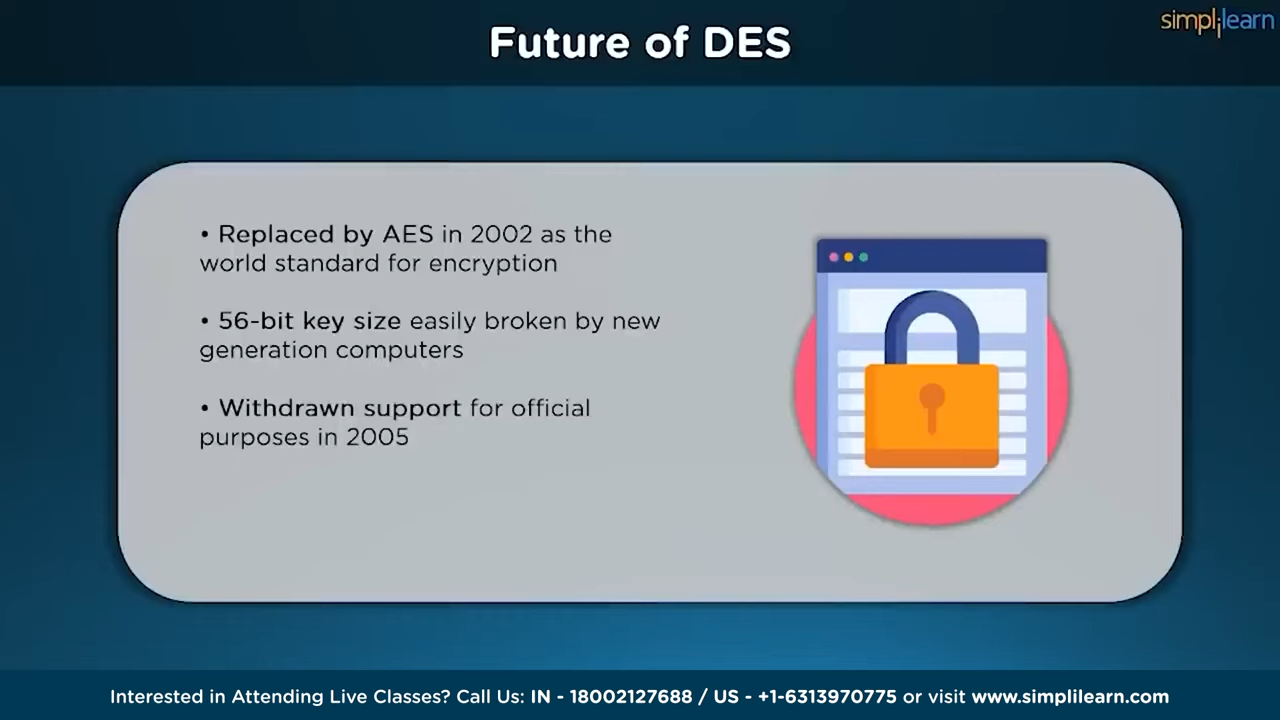 Future of DES
simplilearn
• Replaced by AES in 2002 as the
world standard for encryption
• 56-bit key size easily broken by new
generation computers
• Withdrawn support for official
purposes in 2005
Interested in Attending Live Classes? Call Us: IN - 18002127688 / US - +1-6313970775 or visit www.simplilearn.com